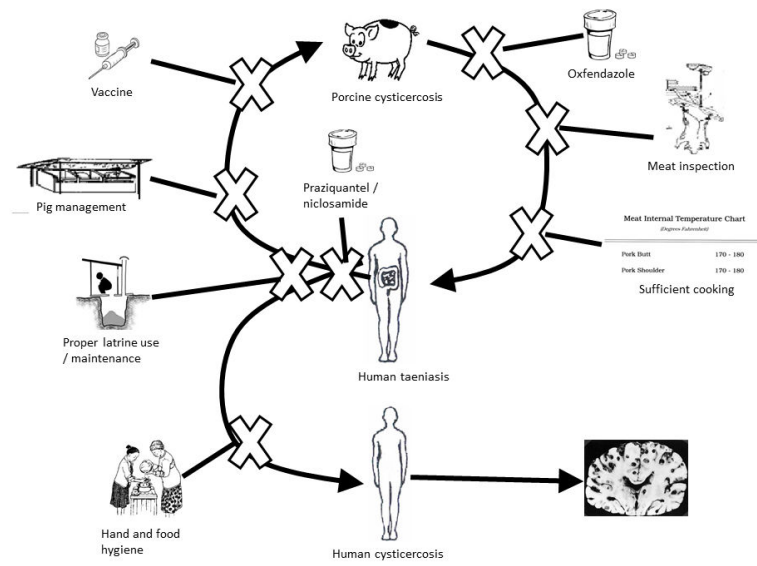 Vaccine
Porcine cysticercosis
Oxfendazole
Meat inspection
Pig management
Praziquantel /
niclosamide
Meat Internal Temperature Chart
(Degrees Fahrenheit)
Pork Butt 170 - 180
Pork Shoulder 170 - 180
Sufficient cooking
Proper latrine use
/ maintenance
Human taeniasis
Hand and food
hygiene
Human cysticercosis